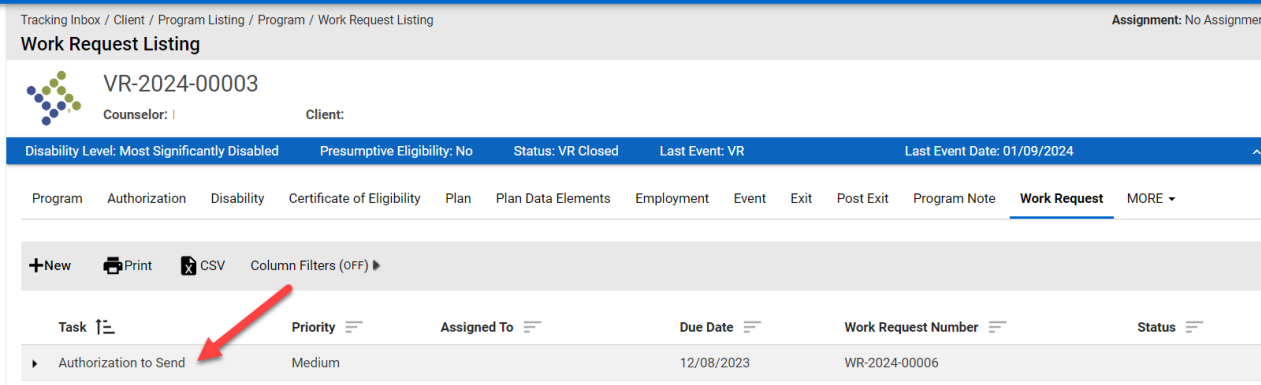 Tracking Inbox / Client / Program Listing / Program / Work Request Listing Assignment: No Assignmen
Work Request Listing
VR-2024-00003
Counselor: Client:
Disability Level: Most Significantly Disabled Presumptive Eligibility: No Status: VR Closed Last Event: VR Last Event Date: 01/09/2024
Program Authorization Disability Certificate of Eligibility Plan Plan Data Elements Employment Event Exit Post Exit Program Note Work Request MORE
+New Print CSV Column Filters (OFF)
Task Priority Assigned To Due Date Work Request Number Status
Authorization to Send Medium 12/08/2023 WR-2024-00006